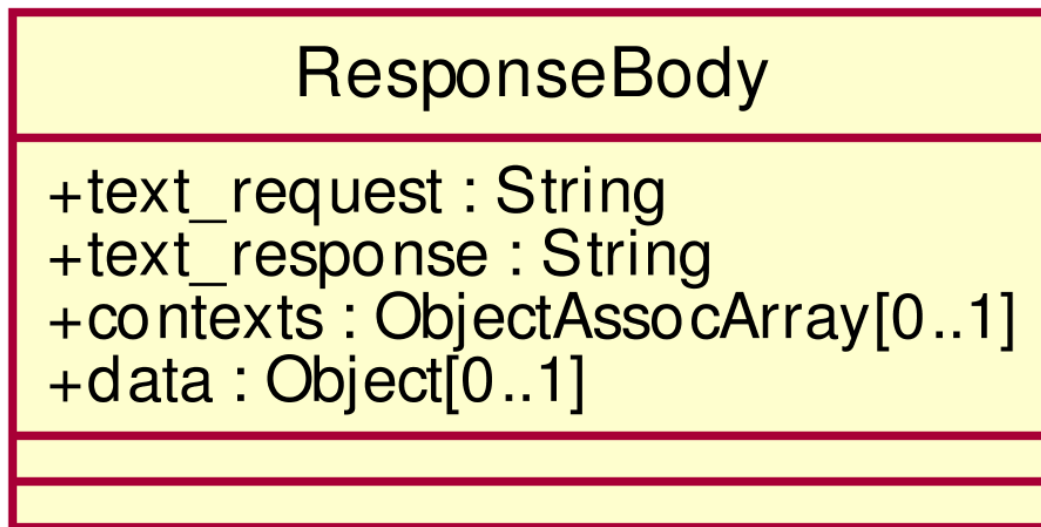 ResponseBody
+text_request : String
+text_response : String
+contexts : ObjectAssocArray[0..1]
+data : Object[0..1]